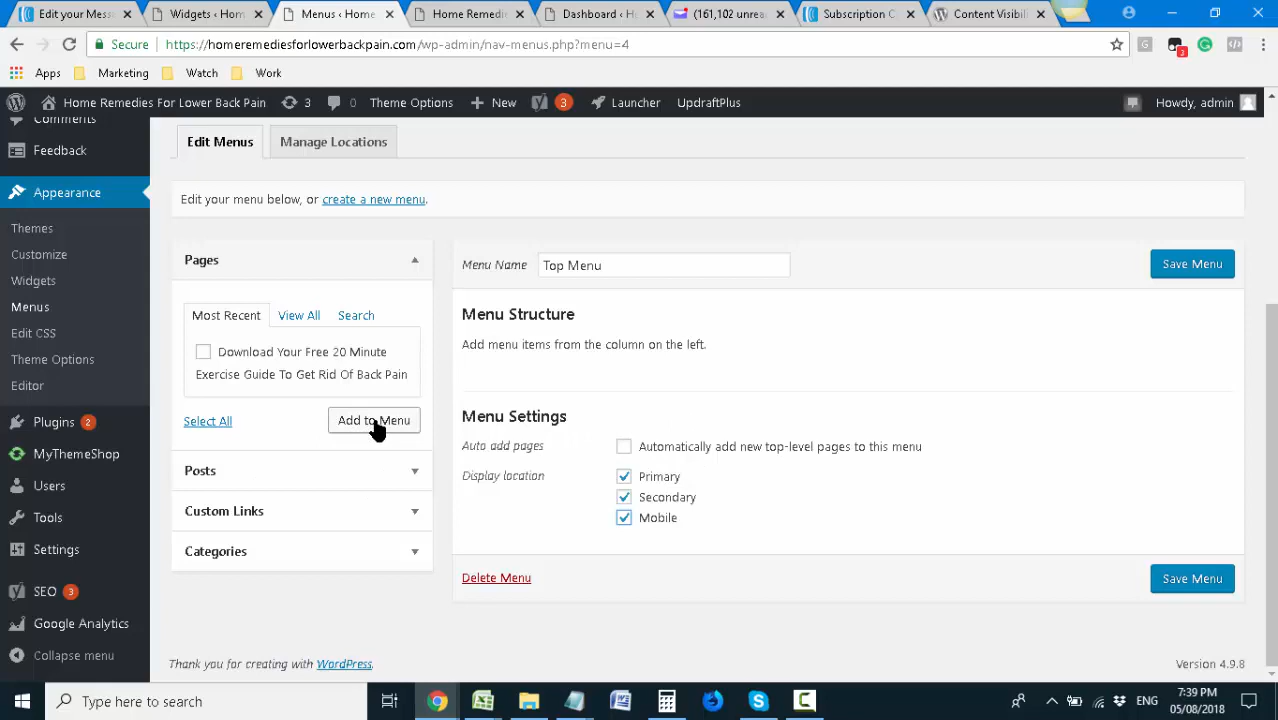 Edit your Mess
Widgets ‹ Home
Menus ‹ Home
Home Remedie
Dashboard ‹ H
(161,102 unrea
Subscription C
Content Visibil
Secure
https://homeremediesforlowerbackpain.com/wp-admin/nav-menus.php?menu=4
G
3
Apps
Marketing
Watch
Work
Home Remedies For Lower Back Pain
3
0
Theme Options
New
3
Launcher
UpdraftPlus
Howdy, admin
Comments
Feedback
Appearance
Themes
Customize
Widgets
Menus
Edit CSS
Theme Options
Editor
Plugins 2
MyThemeShop
Users
Tools
Settings
SEO 3
Google Analytics
Collapse menu
Edit Menus
Manage Locations
Edit your menu below, or create a new menu.
Pages
Most Recent
View All
Search
Download Your Free 20 Minute
Exercise Guide To Get Rid Of Back Pain
Select All
Add to Menu
Posts
Custom Links
Categories
Menu Name
Top Menu
Save Menu
Menu Structure
Add menu items from the column on the left.
Menu Settings
Auto add pages
Automatically add new top-level pages to this menu
Display location
Primary
Secondary
Mobile
Delete Menu
Save Menu
Thank you for creating with WordPress.
Version 4.9.8
Type here to search
ENG
7:39 PM
05/08/2018